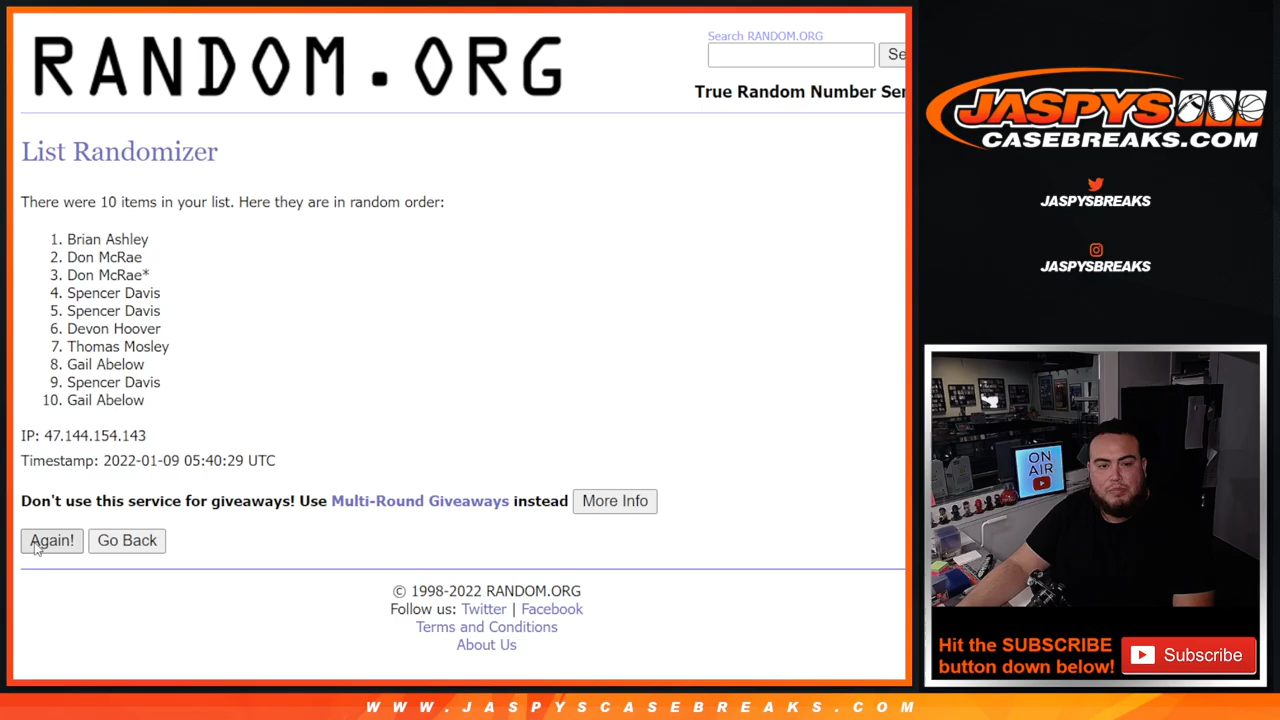 RANDOM.ORG
Search RANDOM.ORG
Se
True Random Number Ser
List Randomizer
There were 10 items in your list. Here they are in random order:
1. Brian Ashley
2. Don McRae
3. Don McRae*
4. Spencer Davis
5. Spencer Davis
6. Devon Hoover
7. Thomas Mosley
8. Gail Abelow
9. Spencer Davis
10. Gail Abelow
IP: 47.144.154.143
Timestamp: 2022-01-09 05:40:29 UTC
Don't use this service for giveaways! Use Multi-Round Giveaways instead More Info
Again! Go Back
© 1998-2022 RANDOM.ORG
Follow us: Twitter | Facebook
Terms and Conditions
About Us
JASPYS
CASEBREAKS.COM
JASPYSBREAKS
JASPYSBREAKS
ON
AIR
Hit the SUBSCRIBE
button down below!
Subscribe
WWW.JASPYSCASEBREAKS.COM